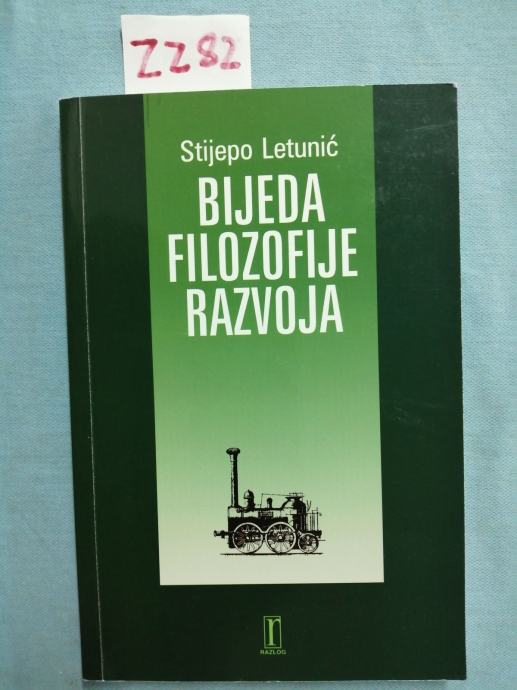 ZZ82
Stijepo Letunić
BIJEDA
FILOZOFIJE
RAZVOJA
r
RAZLOG